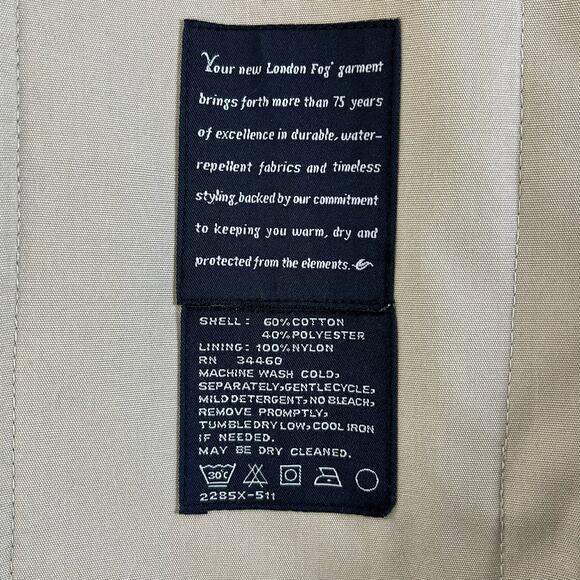 Your new London Fog® garment
brings forth more than 75 years
of excellence in durable, water-
repellent fabrics and timeless
styling, backed by our commitment
to keeping you warm, dry and
protected from the elements.
SHELL: 60% COTTON
40% POLYESTER
LINING: 100% NYLON
RN 34460
MACHINE WASH COLD,
SEPARATELY, GENTLE CYCLE,
MILD DETERGENT, NO BLEACH,
REMOVE PROMPTLY,
TUMBLE DRY LOW, COOL IRON
IF NEEDED.
MAY BE DRY CLEANED.
30°C
2285X-511